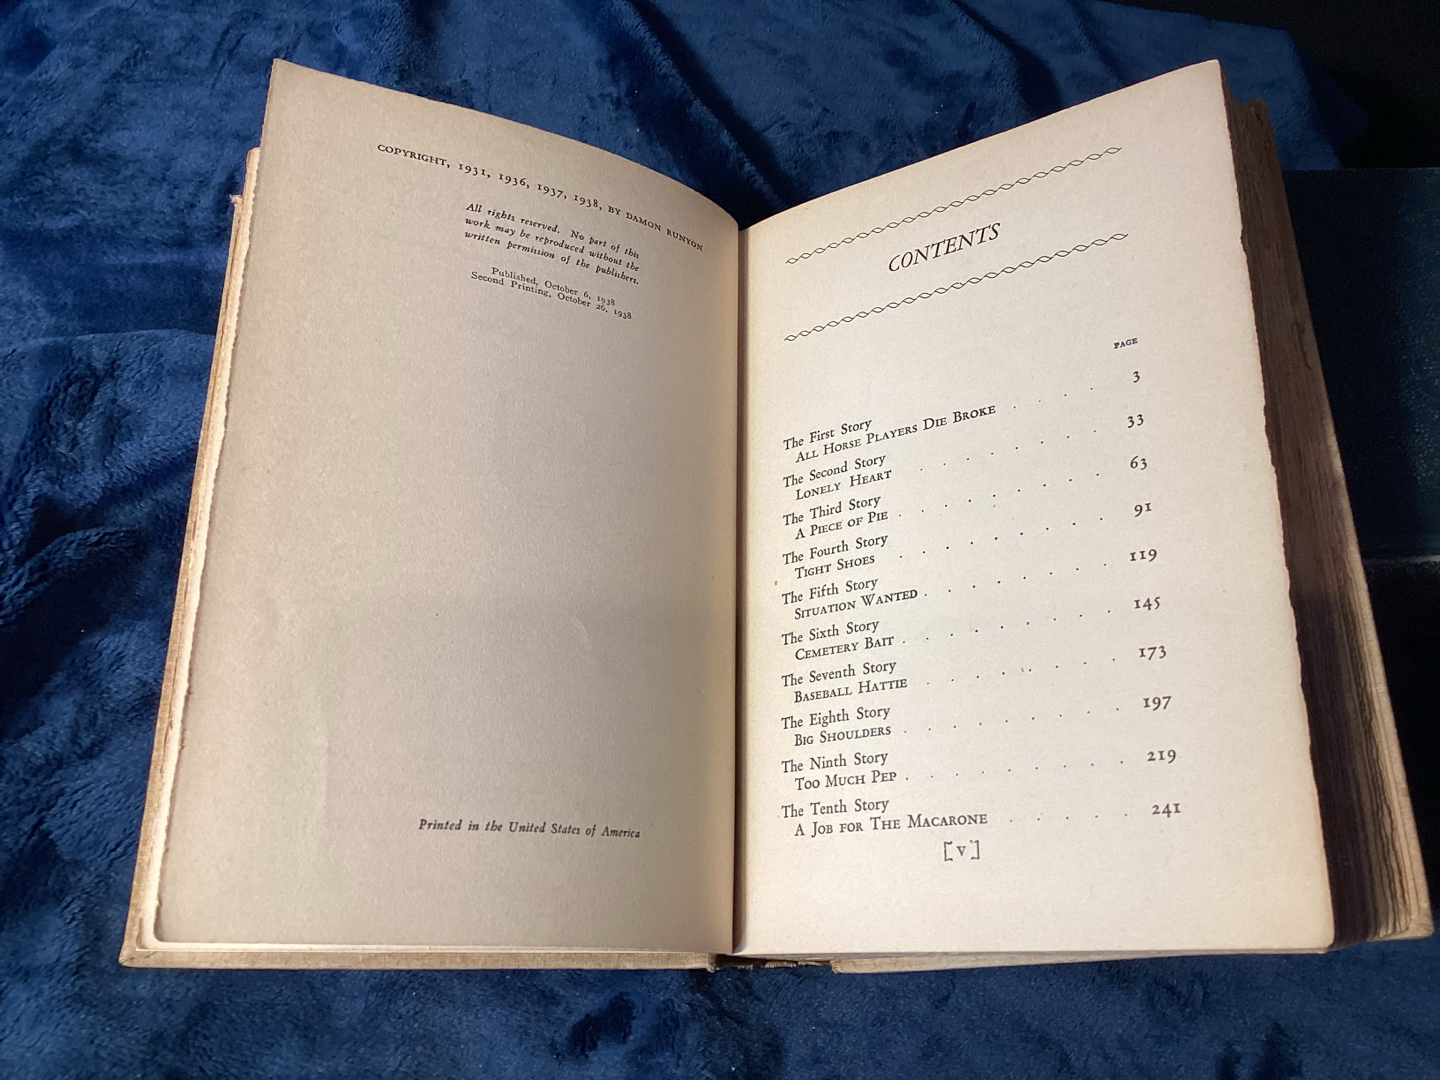 COPYRIGHT, 1931, 1936, 1937, 1938, BY DAMON RUNYON
All rights reserved. No part of this
work may be reproduced without the
written permission of the publishers.
Published, October 6, 1938
Second Printing, October 26, 1938
Printed in the United States of America
CONTENTS
PAGE
The First Story
ALL HORSE PLAYERS DIE BROKE . . . . 3
The Second Story
LONELY HEART . . . . . . . . 33
The Third Story
A PIECE OF PIE . . . . . . . . 63
The Fourth Story
TIGHT SHOES . . . . . . . . . 91
The Fifth Story
SITUATION WANTED . . . . . . . . 119
The Sixth Story
CEMETERY BAIT . . . . . . . . . 145
The Seventh Story
BASEBALL HATTIE . . . . . . . . 173
The Eighth Story
BIG SHOULDERS . . . . . . . . . 197
The Ninth Story
TOO MUCH PEP . . . . . . . . . 219
The Tenth Story
A JOB FOR THE MACARONE . . . . . 241
[v]